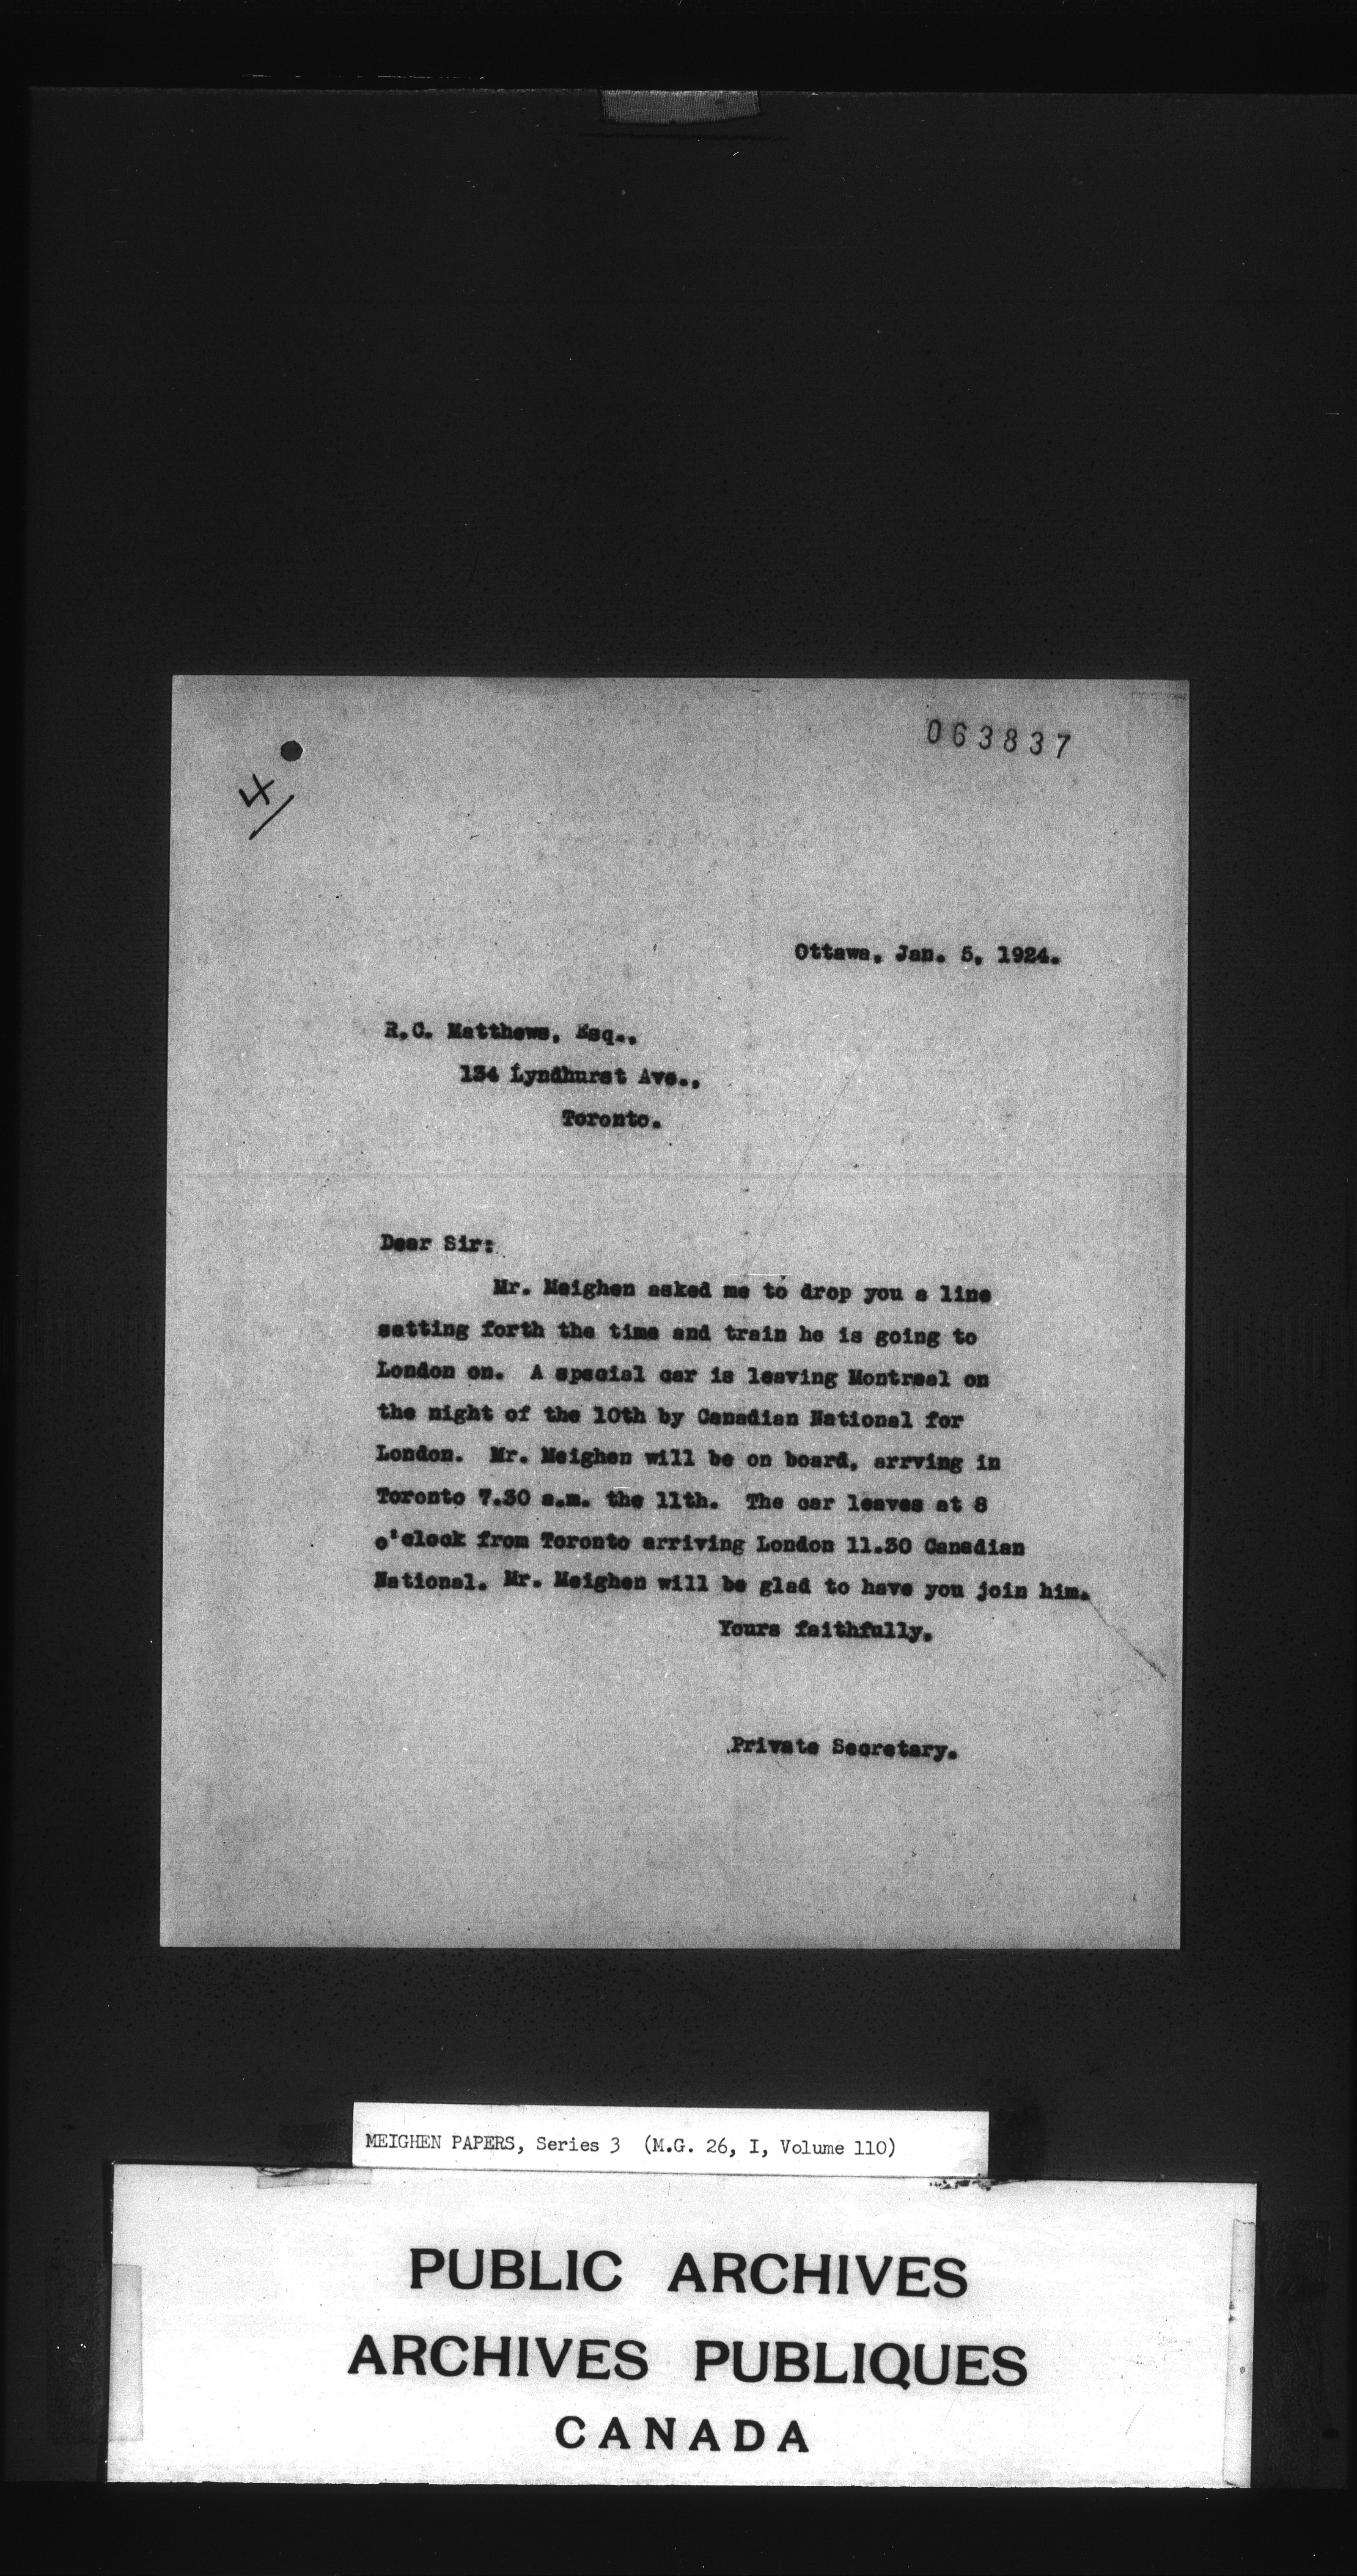 063837
4
Ottawa, Jan. 5, 1924.
R.C. Matthews, Esq.,
134 Lyndhurst Ave.,
Toronto.
Dear Sir:
Mr. Meighen asked me to drop you a line
setting forth the time and train he is going to
London on. A special car is leaving Montreal on
the night of the 10th by Canadian National for
London. Mr. Meighen will be on board, arrving in
Toronto 7.30 a.m. the 11th. The car leaves at 8
o'clock from Toronto arriving London 11.30 Canadian
National. Mr. Meighen will be glad to have you join him.
Yours faithfully,
Private Secretary.
MEIGHEN PAPERS, Series 3 (M.G. 26, I, Volume 110)
PUBLIC ARCHIVES
ARCHIVES PUBLIQUES
CANADA